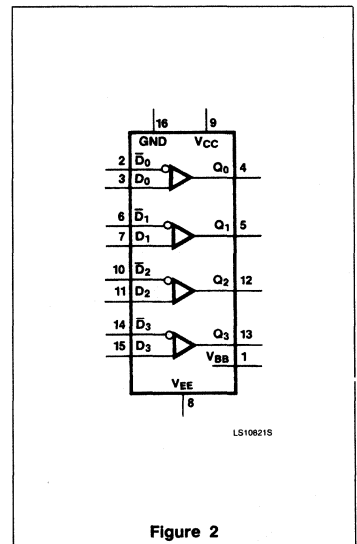 16 9
GND VCC
2 D̅0
3 D0 Q0 4
6 D̅1
7 D1 Q1 5
10 D̅2
11 D2 Q2 12
14 D̅3
15 D3 Q3 13
VBB 1
VEE
8
LS10821S
Figure 2